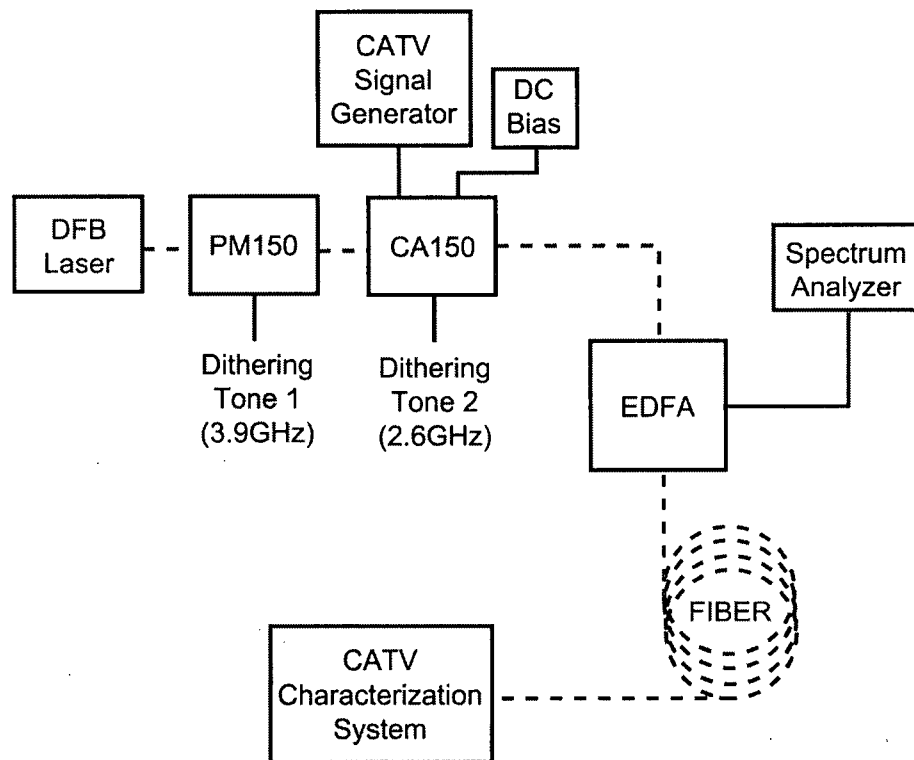 CATV
Signal
Generator
DC
Bias
DFB
Laser
PM150
CA150
Spectrum
Analyzer
Dithering
Tone 1
(3.9GHz)
Dithering
Tone 2
(2.6GHz)
EDFA
FIBER
CATV
Characterization
System